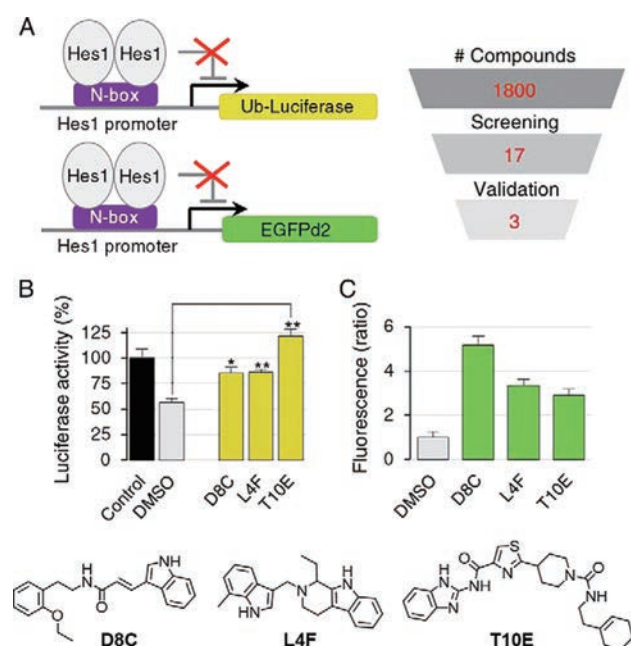 A
Hes1 Hes1
N-box
Hes1 promoter
Ub-Luciferase
Hes1 Hes1
N-box
Hes1 promoter
EGFPd2
# Compounds
1800
Screening
17
Validation
3
B
Luciferase activity (%)
125
100
75
50
25
0
* ** **
Control DMSO D8C L4F T10E
C
Fluorescence (ratio)
6
4
2
0
DMSO D8C L4F T10E
H
N
O
O
NH
D8C
N
N
H
H
N
L4F
H
N
N
O
NH
S
N
N
O
NH
T10E